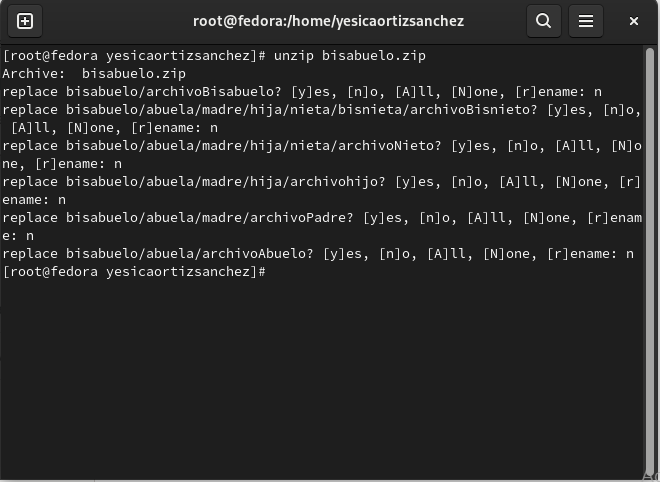 root@fedora:/home/yesicaortizsanchez
[root@fedora yesicaortizsanchez]# unzip bisabuelo.zip
Archive:  bisabuelo.zip
replace bisabuelo/archivoBisabuelo? [y]es, [n]o, [A]ll, [N]one, [r]ename: n
replace bisabuelo/abuela/madre/hija/nieta/bisnieta/archivoBisnieto? [y]es, [n]o,
 [A]ll, [N]one, [r]ename: n
replace bisabuelo/abuela/madre/hija/nieta/archivoNieto? [y]es, [n]o, [A]ll, [N]o
ne, [r]ename: n
replace bisabuelo/abuela/madre/hija/archivohijo? [y]es, [n]o, [A]ll, [N]one, [r]
ename: n
replace bisabuelo/abuela/madre/archivoPadre? [y]es, [n]o, [A]ll, [N]one, [r]enam
e: n
replace bisabuelo/abuela/archivoAbuelo? [y]es, [n]o, [A]ll, [N]one, [r]ename: n
[root@fedora yesicaortizsanchez]#